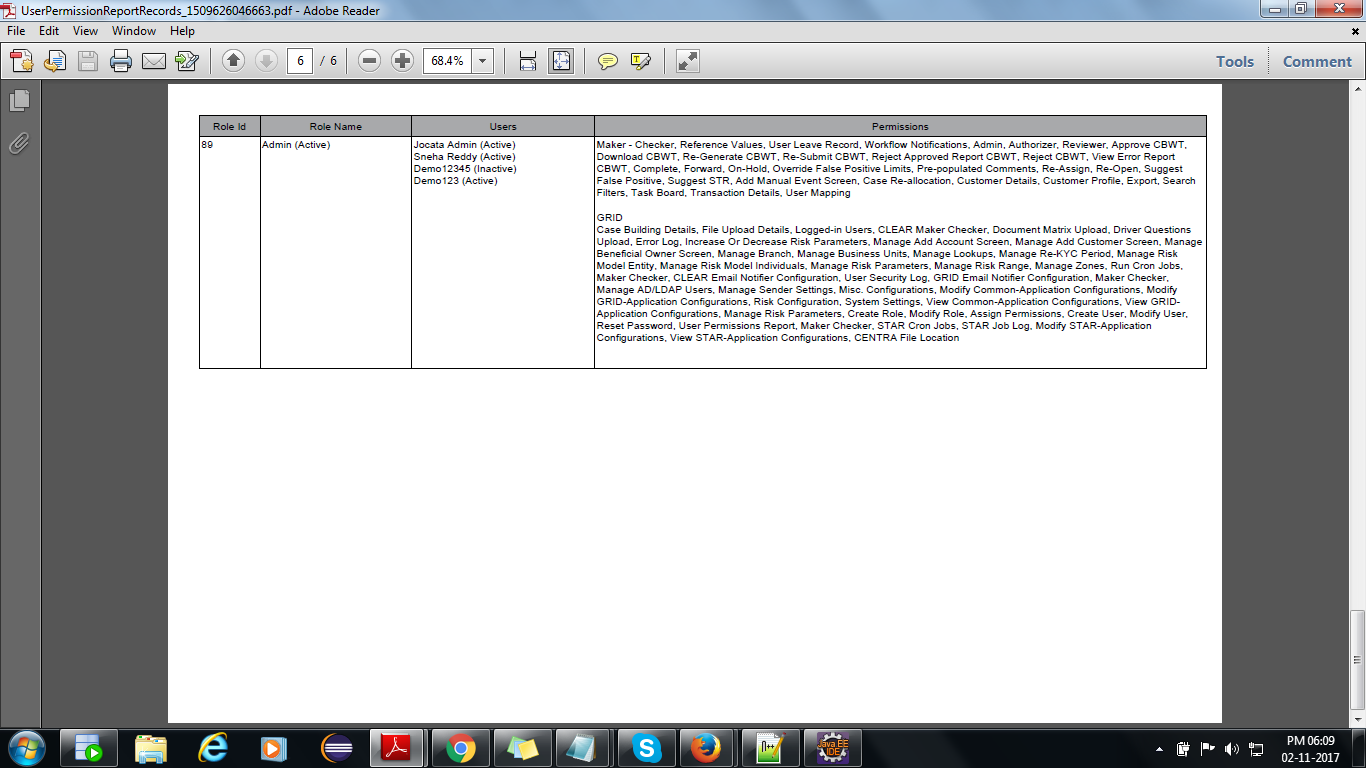 UserPermissionReportRecords_1509626046663.pdf - Adobe Reader
File Edit View Window Help
6 / 6 68.4% Tools Comment
Role Id Role Name Users Permissions
89 Admin (Active) Jocata Admin (Active) Maker - Checker, Reference Values, User Leave Record, Workflow Notifications, Admin, Authorizer, Reviewer, Approve CBWT,
Sneha Reddy (Active) Download CBWT, Re-Generate CBWT, Re-Submit CBWT, Reject Approved Report CBWT, Reject CBWT, View Error Report
Demo12345 (Inactive) CBWT, Complete, Forward, On-Hold, Override False Positive Limits, Pre-populated Comments, Re-Assign, Re-Open, Suggest
Demo123 (Active) False Positive, Suggest STR, Add Manual Event Screen, Case Re-allocation, Customer Details, Customer Profile, Export, Search
Filters, Task Board, Transaction Details, User Mapping
GRID
Case Building Details, File Upload Details, Logged-in Users, CLEAR Maker Checker, Document Matrix Upload, Driver Questions
Upload, Error Log, Increase Or Decrease Risk Parameters, Manage Add Account Screen, Manage Add Customer Screen, Manage
Beneficial Owner Screen, Manage Branch, Manage Business Units, Manage Lookups, Manage Re-KYC Period, Manage Risk
Model Entity, Manage Risk Model Individuals, Manage Risk Parameters, Manage Risk Range, Manage Zones, Run Cron Jobs,
Maker Checker, CLEAR Email Notifier Configuration, User Security Log, GRID Email Notifier Configuration, Maker Checker,
Manage AD/LDAP Users, Manage Sender Settings, Misc. Configurations, Modify Common-Application Configurations, Modify
GRID-Application Configurations, Risk Configuration, System Settings, View Common-Application Configurations, View GRID-
Application Configurations, Manage Risk Parameters, Create Role, Modify Role, Assign Permissions, Create User, Modify User,
Reset Password, User Permissions Report, Maker Checker, STAR Cron Jobs, STAR Job Log, Modify STAR-Application
Configurations, View STAR-Application Configurations, CENTRA File Location
Java EE
IDE
PM 06:09
02-11-2017